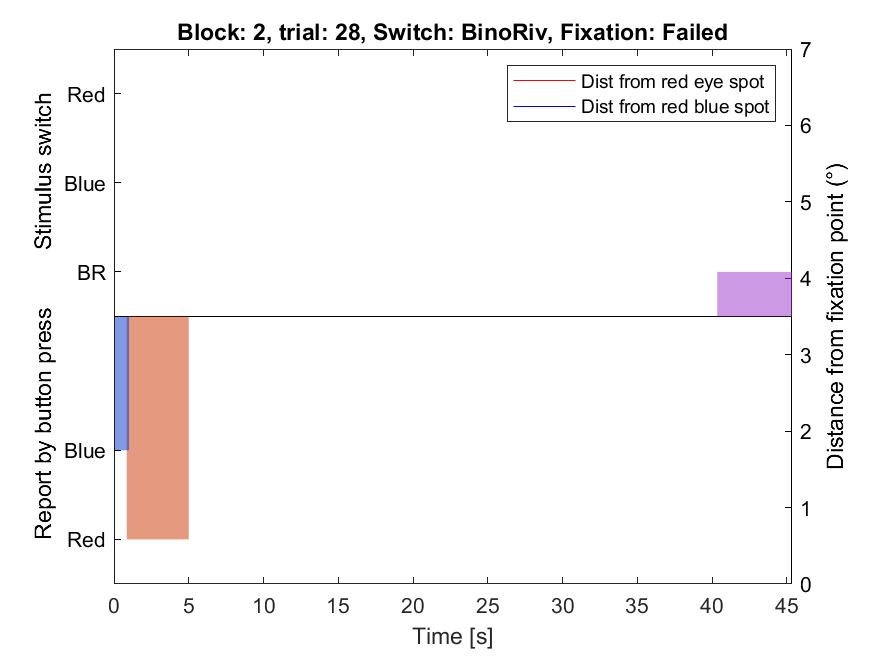 Block: 2, trial: 28, Switch: BinoRiv, Fixation: Failed
Dist from red eye spot
Dist from red blue spot
Stimulus switch
Red
Blue
BR
Report by button press
Blue
Red
7
6
5
4
3
2
1
0
Distance from fixation point (°)
0 5 10 15 20 25 30 35 40 45
Time [s]